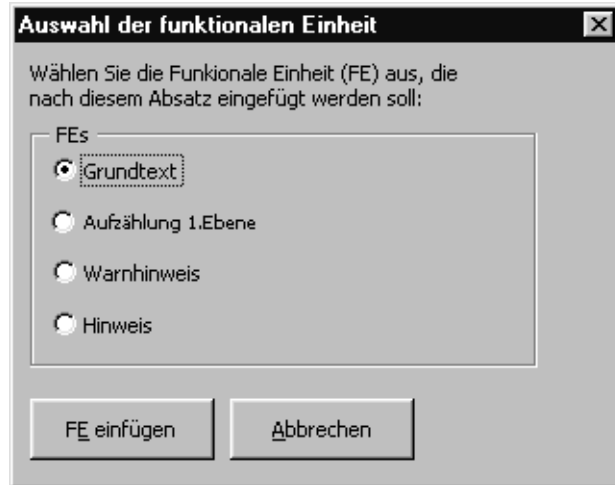 Auswahl der funktionalen Einheit
Wählen Sie die Funkionale Einheit (FE) aus, die
nach diesem Absatz eingefügt werden soll:
FEs
Grundtext
Aufzählung 1.Ebene
Warnhinweis
Hinweis
FE einfügen
Abbrechen